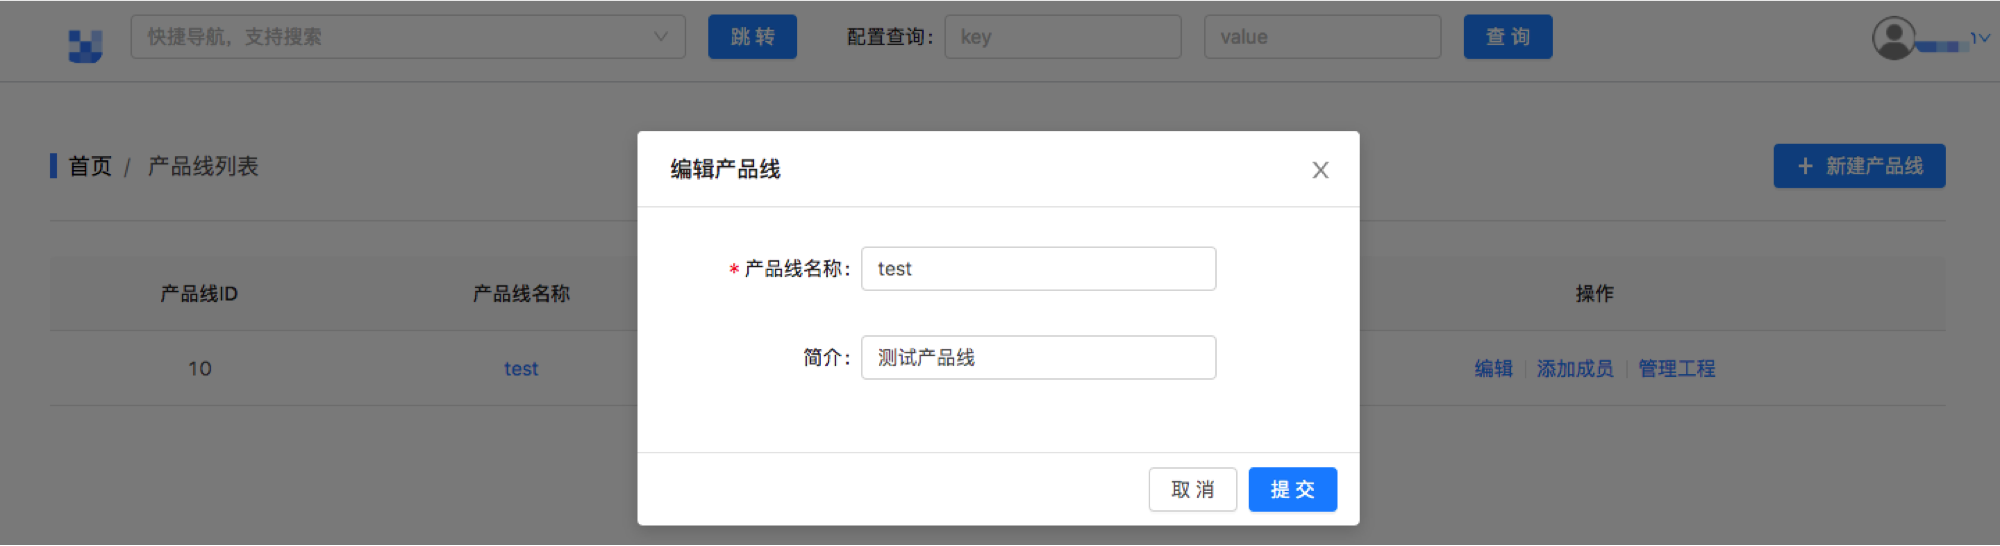 快捷导航，支持搜索 跳 转 配置查询： key value 查 询
首页 / 产品线列表 + 新建产品线
编辑产品线 X
产品线ID 产品线名称 操作
* 产品线名称： test
简介： 测试产品线
10 test 编辑 添加成员 管理工程
取 消 提 交